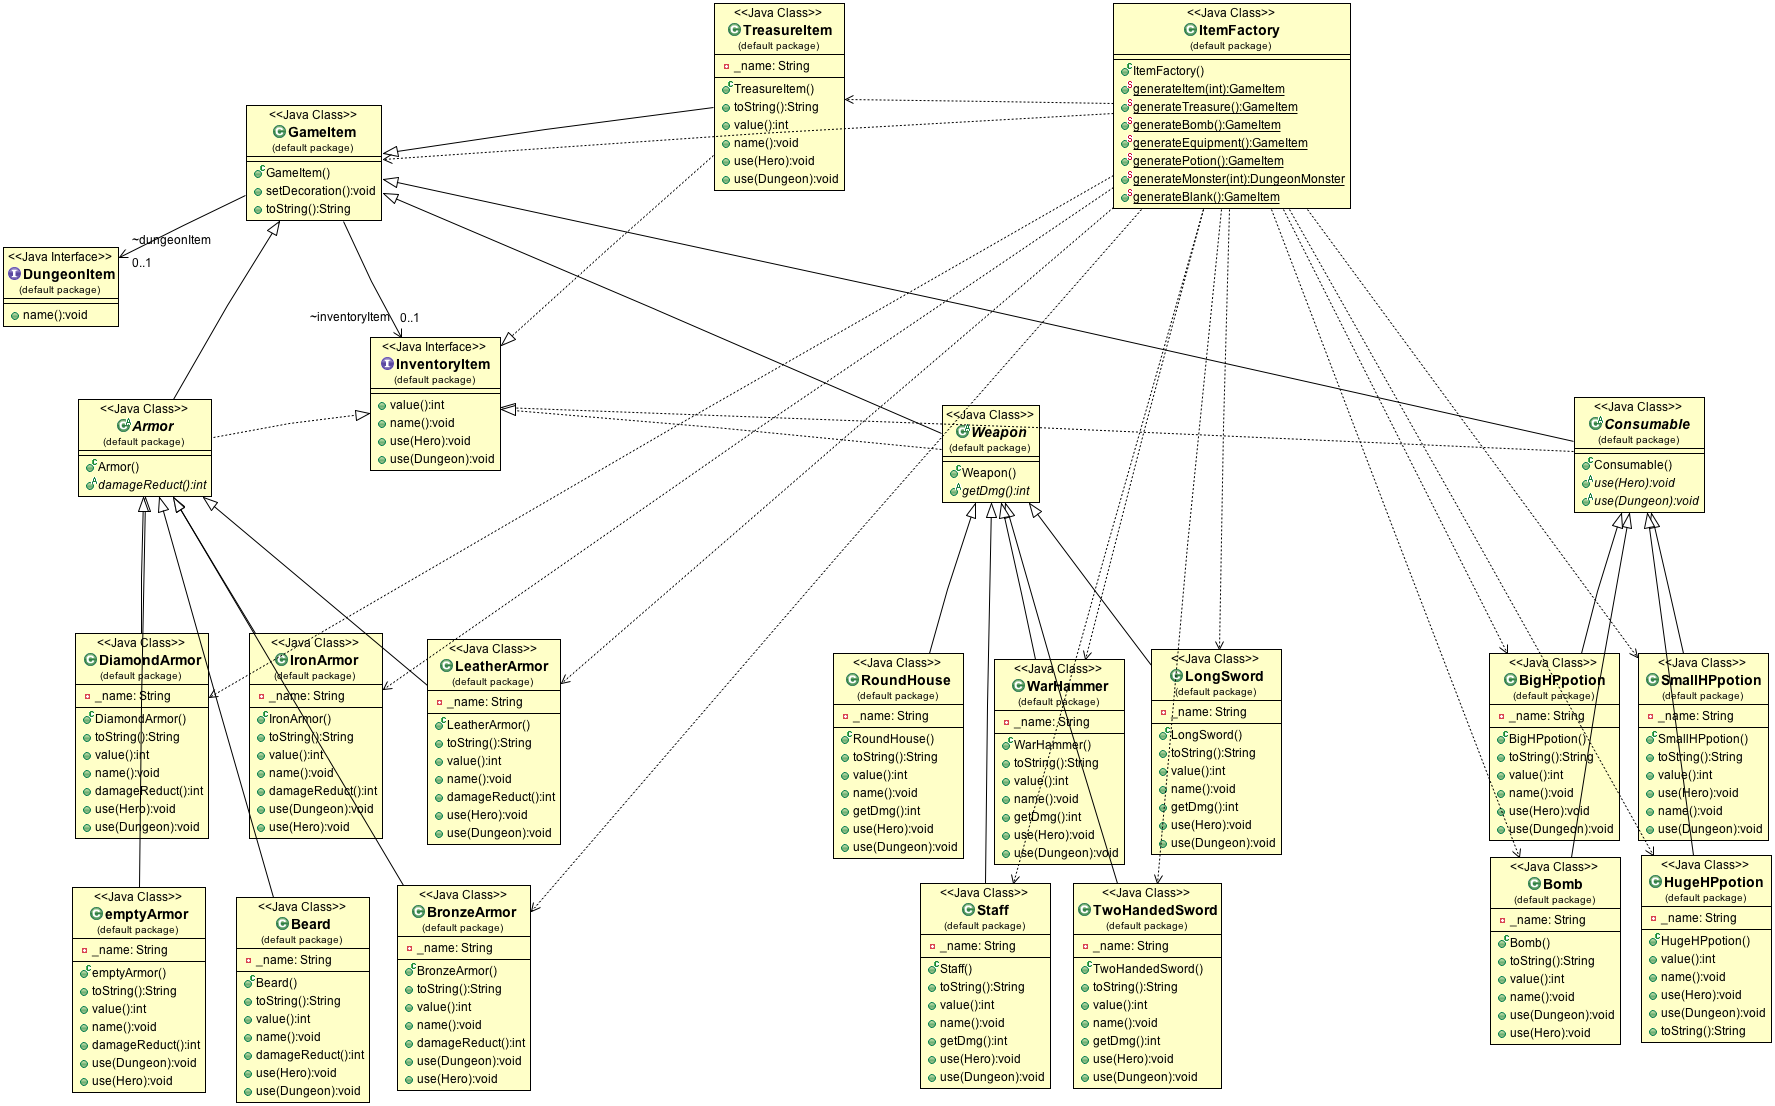 <<Java Class>>
TreasureItem
(default package)
_name: String
TreasureItem()
toString():String
value():int
name():void
use(Hero):void
use(Dungeon):void
<<Java Class>>
ItemFactory
(default package)
ItemFactory()
generateItem(int):GameItem
generateTreasure():GameItem
generateBomb():GameItem
generateEquipment():GameItem
generatePotion():GameItem
generateMonster(int):DungeonMonster
generateBlank():GameItem
<<Java Class>>
GameItem
(default package)
GameItem()
setDecoration():void
toString():String
~dungeonItem
0..1
<<Java Interface>>
DungeonItem
(default package)
name():void
~inventoryItem
0..1
<<Java Interface>>
InventoryItem
(default package)
value():int
name():void
use(Hero):void
use(Dungeon):void
<<Java Class>>
Armor
(default package)
Armor()
damageReduct():int
<<Java Class>>
Weapon
(default package)
Weapon()
getDmg():int
<<Java Class>>
Consumable
(default package)
Consumable()
use(Hero):void
use(Dungeon):void
<<Java Class>>
DiamondArmor
(default package)
_name: String
DiamondArmor()
toString():String
value():int
name():void
damageReduct():int
use(Hero):void
use(Dungeon):void
<<Java Class>>
IronArmor
(default package)
_name: String
IronArmor()
toString():String
value():int
name():void
damageReduct():int
use(Dungeon):void
use(Hero):void
<<Java Class>>
LeatherArmor
(default package)
_name: String
LeatherArmor()
toString():String
value():int
name():void
damageReduct():int
use(Hero):void
use(Dungeon):void
<<Java Class>>
RoundHouse
(default package)
_name: String
RoundHouse()
toString():String
value():int
name():void
getDmg():int
use(Hero):void
use(Dungeon):void
<<Java Class>>
WarHammer
(default package)
_name: String
WarHammer()
toString():String
value():int
name():void
getDmg():int
use(Hero):void
use(Dungeon):void
<<Java Class>>
LongSword
(default package)
_name: String
LongSword()
toString():String
value():int
name():void
getDmg():int
use(Hero):void
use(Dungeon):void
<<Java Class>>
BigHPpotion
(default package)
_name: String
BigHPpotion()
toString():String
value():int
name():void
use(Hero):void
use(Dungeon):void
<<Java Class>>
SmallHPpotion
(default package)
_name: String
SmallHPpotion()
toString():String
value():int
use(Hero):void
name():void
use(Dungeon):void
<<Java Class>>
emptyArmor
(default package)
_name: String
emptyArmor()
toString():String
value():int
name():void
damageReduct():int
use(Dungeon):void
use(Hero):void
<<Java Class>>
Beard
(default package)
_name: String
Beard()
toString():String
value():int
name():void
damageReduct():int
use(Hero):void
use(Dungeon):void
<<Java Class>>
BronzeArmor
(default package)
_name: String
BronzeArmor()
toString():String
value():int
name():void
damageReduct():int
use(Dungeon):void
use(Hero):void
<<Java Class>>
Staff
(default package)
_name: String
Staff()
toString():String
value():int
name():void
getDmg():int
use(Hero):void
use(Dungeon):void
<<Java Class>>
TwoHandedSword
(default package)
_name: String
TwoHandedSword()
toString():String
value():int
name():void
getDmg():int
use(Hero):void
use(Dungeon):void
<<Java Class>>
Bomb
(default package)
_name: String
Bomb()
toString():String
value():int
name():void
use(Dungeon):void
use(Hero):void
<<Java Class>>
HugeHPpotion
(default package)
_name: String
HugeHPpotion()
value():int
name():void
use(Hero):void
use(Dungeon):void
toString():String